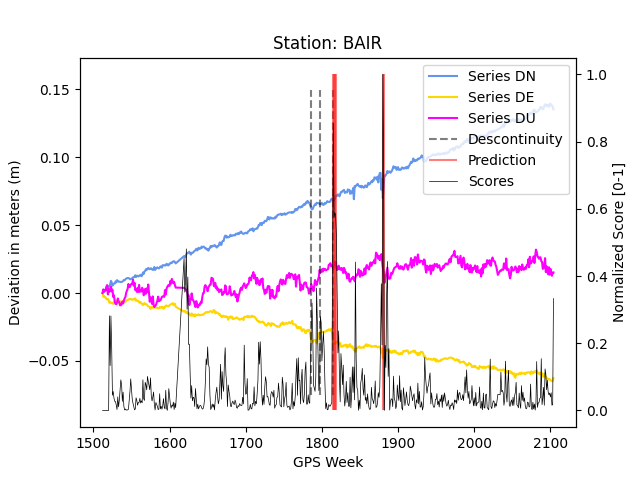 Station: BAIR
Series DN
Series DE
Series DU
Descontinuity
Prediction
Scores
Deviation in meters (m)
0.15
0.10
0.05
0.00
−0.05
Normalized Score [0-1]
1.0
0.8
0.6
0.4
0.2
0.0
1500 1600 1700 1800 1900 2000 2100
GPS Week